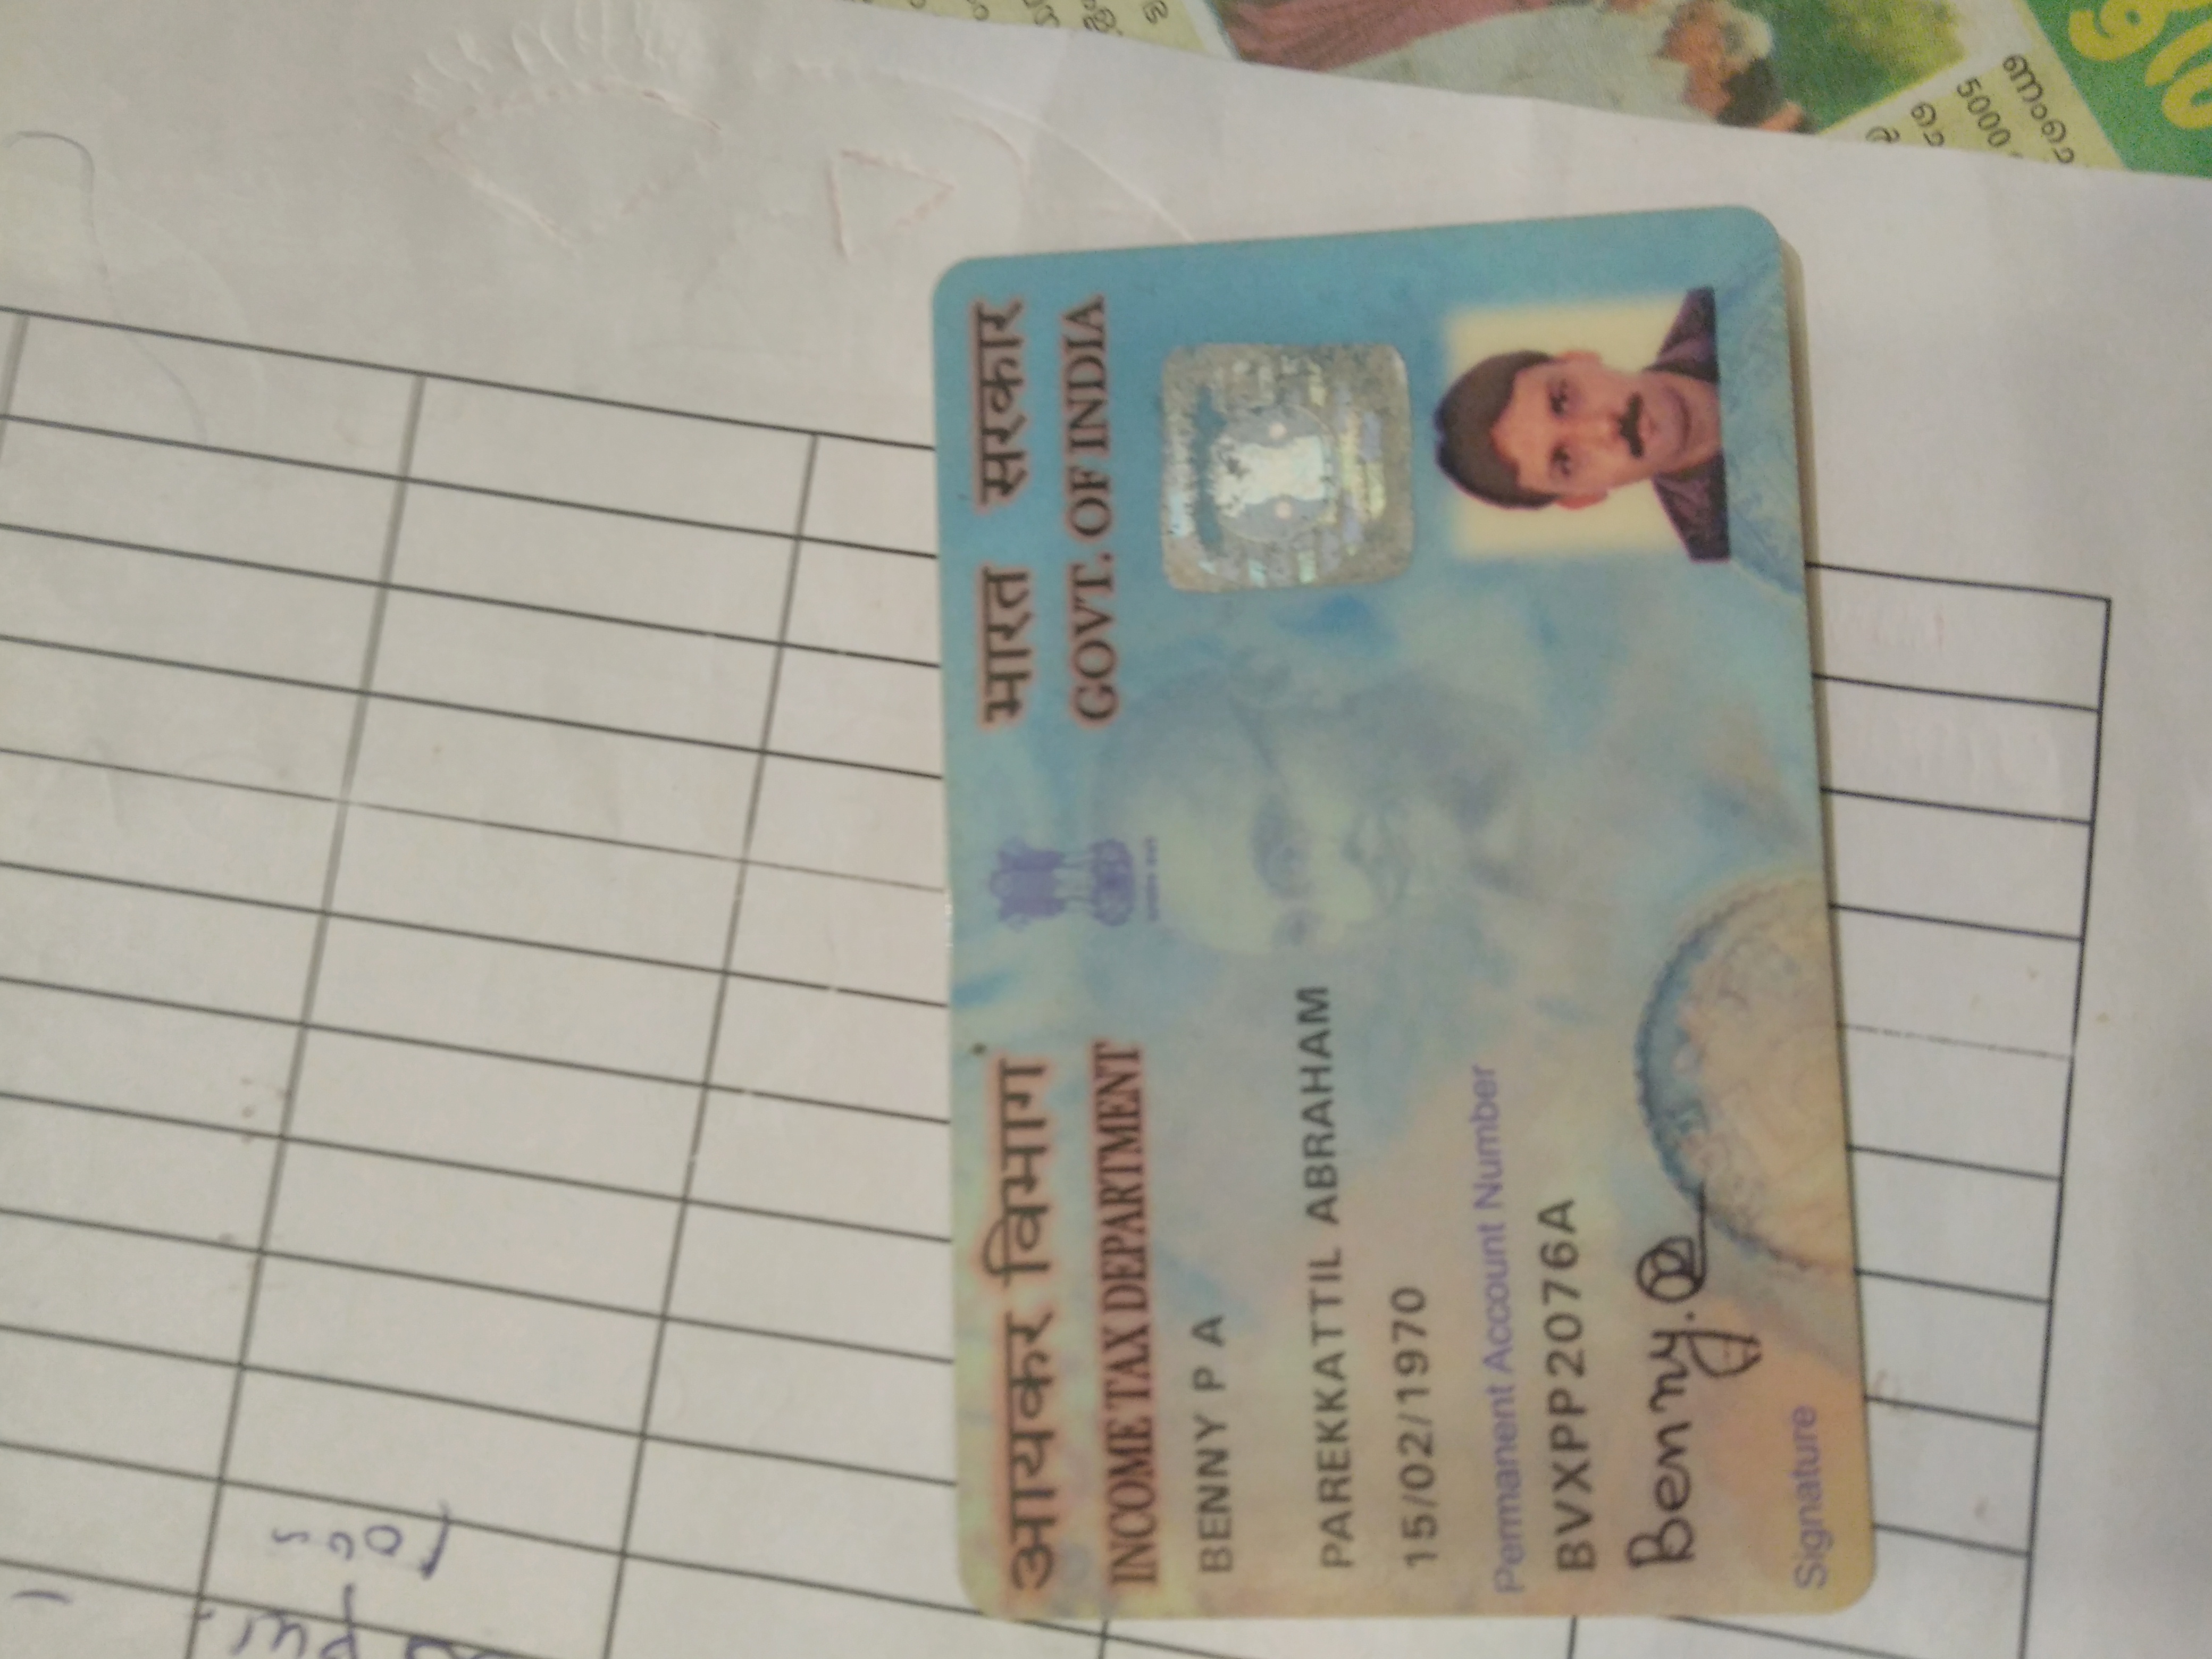 आयकर विभाग
INCOME TAX DEPARTMENT
भारत सरकार
GOVT. OF INDIA
BENNY P A
PAREKKATTIL ABRAHAM
15/02/1970
Permanent Account Number
BVXPP2076A
Benny.
Signature
5000